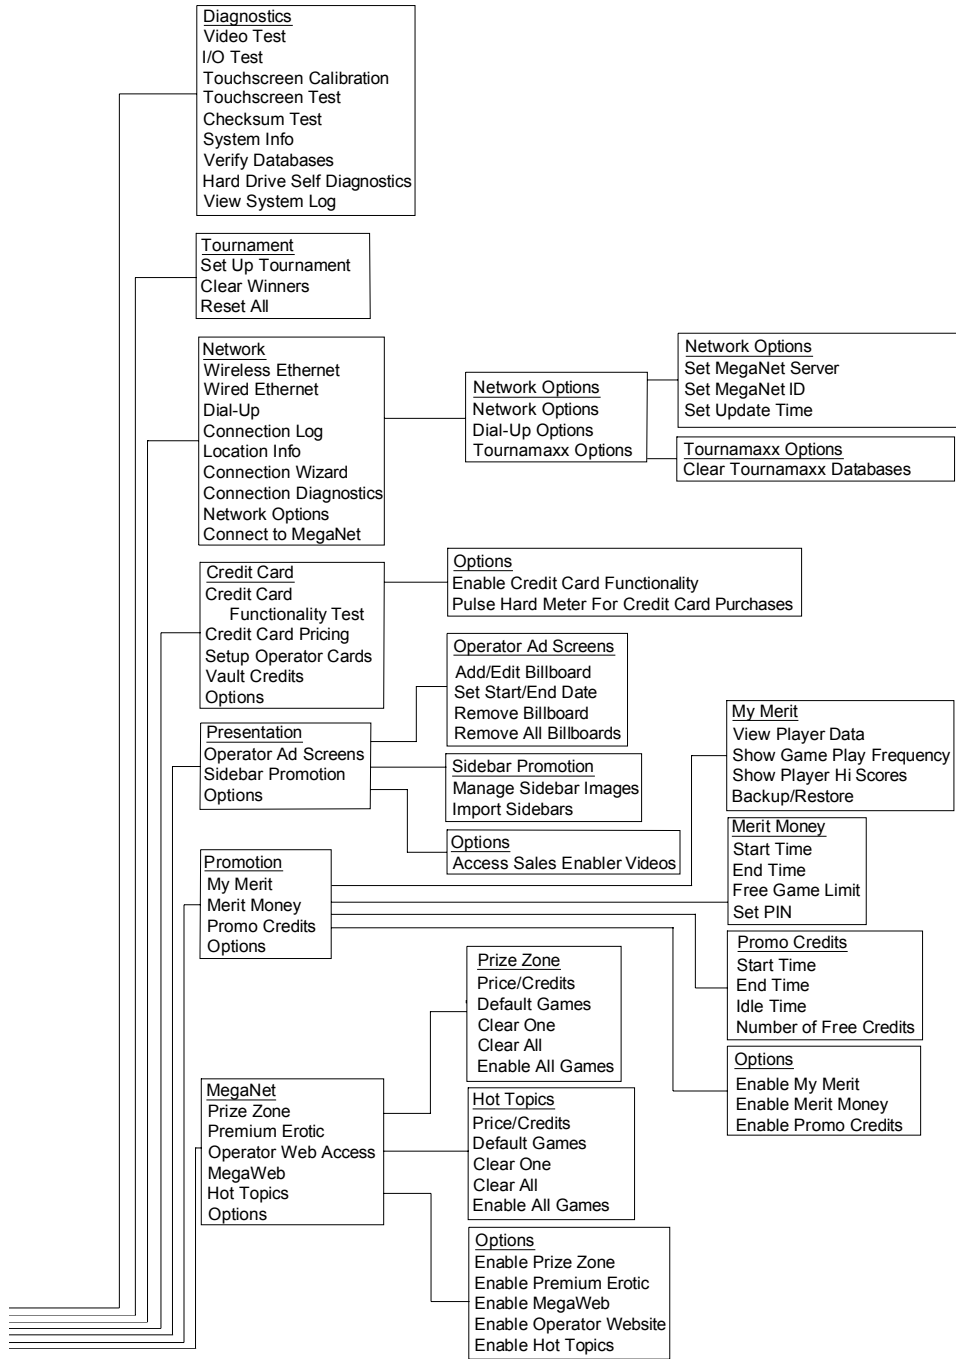 Diagnostics
Video Test
I/O Test
Touchscreen Calibration
Touchscreen Test
Checksum Test
System Info
Verify Databases
Hard Drive Self Diagnostics
View System Log
Tournament
Set Up Tournament
Clear Winners
Reset All
Network
Wireless Ethernet
Wired Ethernet
Dial-Up
Connection Log
Location Info
Connection Wizard
Connection Diagnostics
Network Options
Connect to MegaNet
Network Options
Network Options
Dial-Up Options
Tournamaxx Options
Network Options
Set MegaNet Server
Set MegaNet ID
Set Update Time
Tournamaxx Options
Clear Tournamaxx Databases
Credit Card
Credit Card
Functionality Test
Credit Card Pricing
Setup Operator Cards
Vault Credits
Options
Options
Enable Credit Card Functionality
Pulse Hard Meter For Credit Card Purchases
Presentation
Operator Ad Screens
Sidebar Promotion
Options
Operator Ad Screens
Add/Edit Billboard
Set Start/End Date
Remove Billboard
Remove All Billboards
Sidebar Promotion
Manage Sidebar Images
Import Sidebars
Options
Access Sales Enabler Videos
Promotion
My Merit
Merit Money
Promo Credits
Options
My Merit
View Player Data
Show Game Play Frequency
Show Player Hi Scores
Backup/Restore
Merit Money
Start Time
End Time
Free Game Limit
Set PIN
Promo Credits
Start Time
End Time
Idle Time
Number of Free Credits
Options
Enable My Merit
Enable Merit Money
Enable Promo Credits
MegaNet
Prize Zone
Premium Erotic
Operator Web Access
MegaWeb
Hot Topics
Options
Prize Zone
Price/Credits
Default Games
Clear One
Clear All
Enable All Games
Hot Topics
Price/Credits
Default Games
Clear One
Clear All
Enable All Games
Options
Enable Prize Zone
Enable Premium Erotic
Enable MegaWeb
Enable Operator Website
Enable Hot Topics